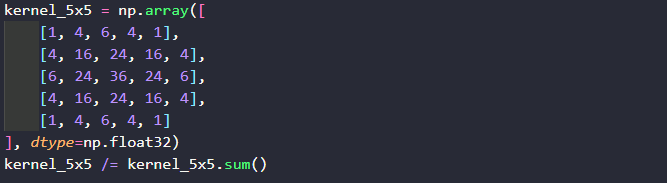 kernel_5x5 = np.array([
    [1, 4, 6, 4, 1],
    [4, 16, 24, 16, 4],
    [6, 24, 36, 24, 6],
    [4, 16, 24, 16, 4],
    [1, 4, 6, 4, 1]
], dtype=np.float32)
kernel_5x5 /= kernel_5x5.sum()